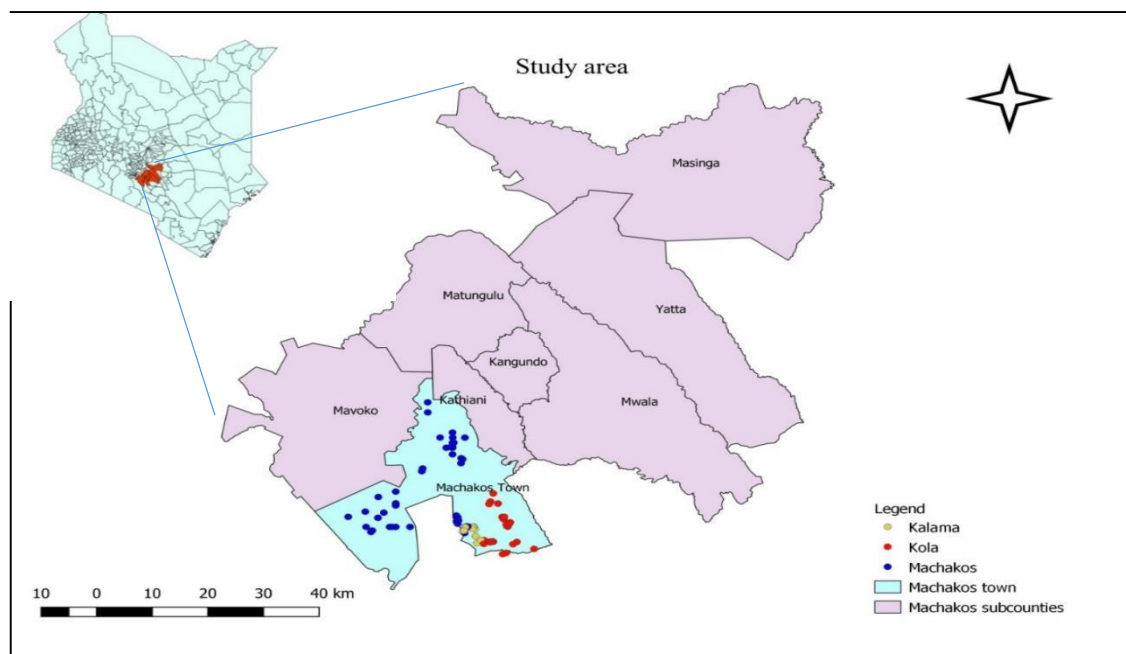 Study area
Masinga
Matungulu
Yatta
Kangundo
Mavoko
Kathiani
Mwala
Machakos Town
Legend
Kalama
Kola
Machakos
Machakos town
Machakos subcounties
10 0 10 20 30 40 km